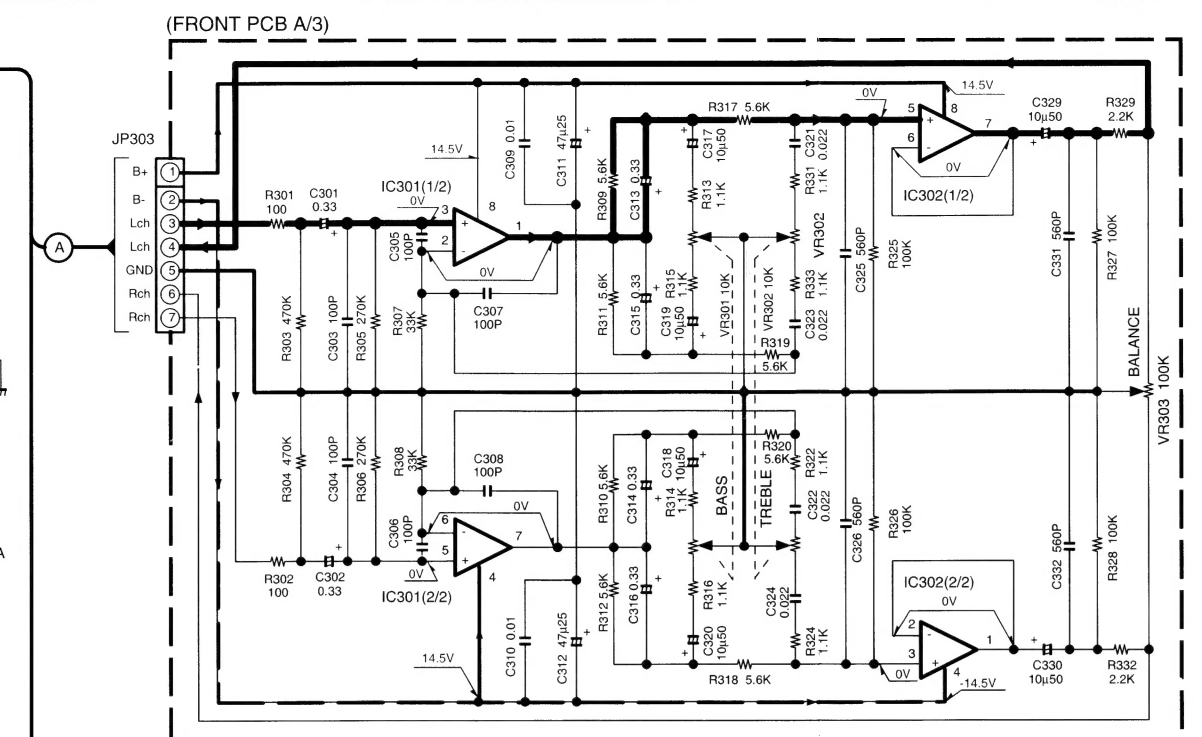 (FRONT PCB A/3)
JP303
B+ 1
B- 2
Lch 3
Lch 4
GND 5
Rch 6
Rch 7
A
R301
100
C301
0.33
+
IC301(1/2)
0V
3
2
+
-
8
1
14.5V
0V
C305
100P
C307
100P
R303 470K
C303 100P
R305 270K
R307
33K
C309 0.01
C311 47µ25
+
R309 5.6K
C313 0.33
+
R311 5.6K
C315 0.33
+
C317
10µ50
+
R313
1.1K
R315
1.1K
C319
10µ50
+
R317 5.6K
C321
0.022
R331
1.1K
VR302
R333
1.1K
C323
0.022
R319
5.6K
VR301 10K
VR302 10K
C325 560P
R325
100K
0V
5
6
+
-
8
7
14.5V
0V
IC302(1/2)
C329
10µ50
+
R329
2.2K
C331 560P
R327 100K
BALANCE
VR303 100K
R304 470K
C304 100P
R306 270K
R308
33K
C308
100P
C306
100P
0V
6
5
-
+
7
4
0V
IC301(2/2)
R302
100
C302
0.33
+
14.5V
C310 0.01
C312 47µ25
+
R310 5.6K
C314 0.33
+
R312 5.6K
C316 0.33
+
C318
10µ50
+
R314
1.1K
R316
1.1K
C320
10µ50
+
BASS
TREBLE
R320
5.6K
R322
1.1K
C322
0.022
C324
0.022
R324
1.1K
R318 5.6K
C326 560P
R326
100K
IC302(2/2)
0V
2
3
-
+
1
4
0V
-14.5V
C330
10µ50
+
R332
2.2K
C332 560P
R328 100K
A